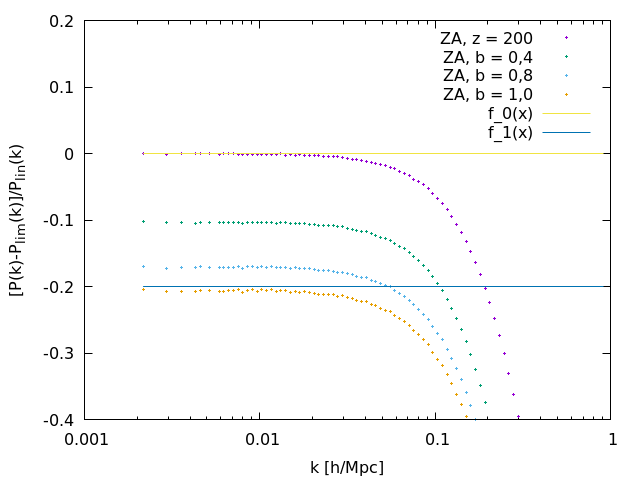 0.2
0.1
0
-0.1
-0.2
-0.3
-0.4
0.001
0.01
0.1
1
[P(k)-P_lim(k)]/P_lin(k)
k [h/Mpc]
ZA, z = 200
ZA, b = 0,4
ZA, b = 0,8
ZA, b = 1,0
f_0(x)
f_1(x)